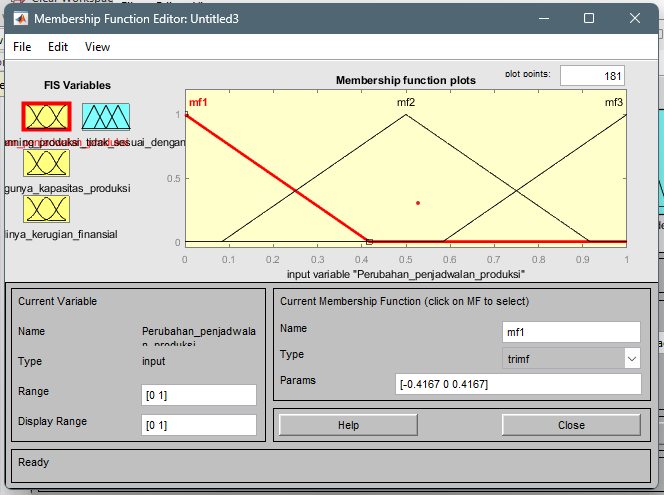 Membership Function Editor: Untitled3
File Edit View
FIS Variables
Membership function plots
plot points:
181
mf1
mf2
mf3
gunya_kapasitas_produksi
linya_kerugian_finansial
1
0.5
0
0 0.1 0.2 0.3 0.4 0.5 0.6 0.7 0.8 0.9 1
input variable "Perubahan_penjadwalan_produksi"
Current Variable
Name
Perubahan_penjadwala
n_produksi
Type
input
Range
[0 1]
Display Range
[0 1]
Current Membership Function (click on MF to select)
Name
mf1
Type
trimf
Params
[-0.4167 0 0.4167]
Help
Close
Ready